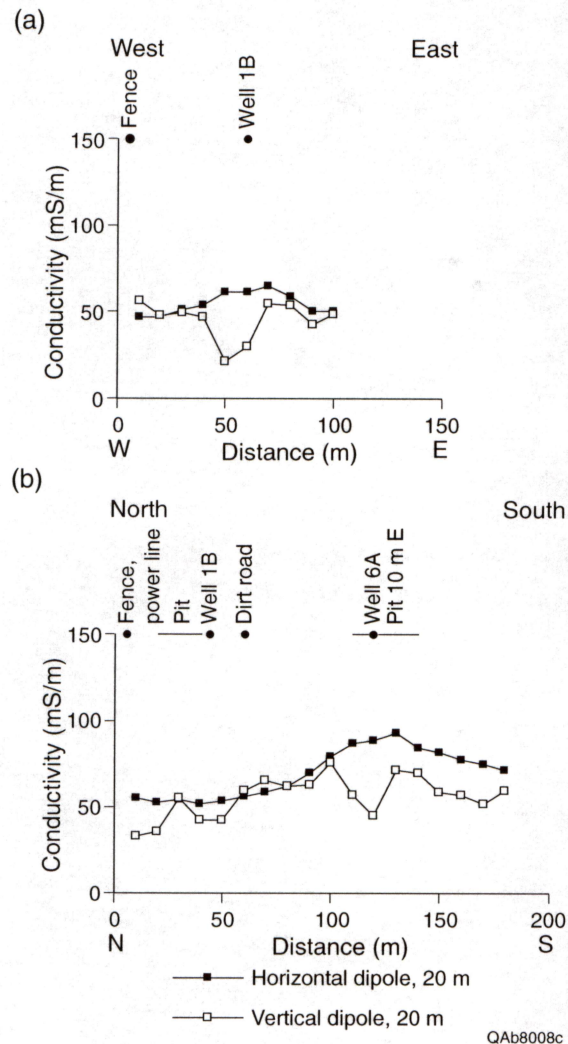 (a)
West East
Fence
Well 1B
150
100
50
0
Conductivity (mS/m)
0 50 100 150
W Distance (m) E
(b)
North South
Fence,
power line
Pit
Well 1B
Dirt road
Well 6A
Pit 10 m E
150
100
50
0
Conductivity (mS/m)
0 50 100 150 200
N Distance (m) S
Horizontal dipole, 20 m
Vertical dipole, 20 m
QAb8008c